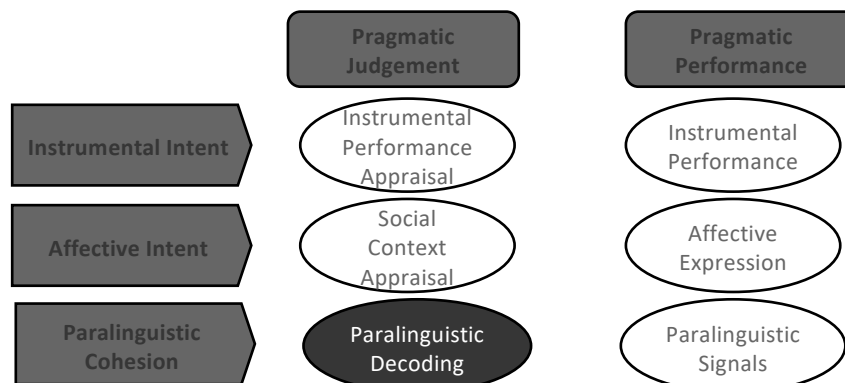 Pragmatic
Judgement
Pragmatic
Performance
Instrumental Intent
Instrumental
Performance
Appraisal
Instrumental
Performance
Affective Intent
Social
Context
Appraisal
Affective
Expression
Paralinguistic
Cohesion
Paralinguistic
Decoding
Paralinguistic
Signals